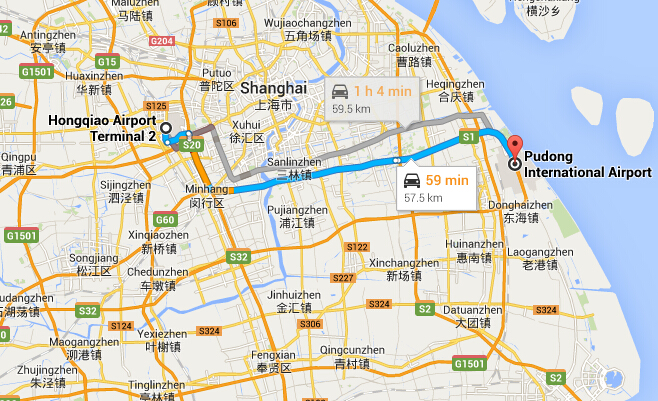 Maluzhen
马陆镇
顾村镇
S106
Wujiaochangzhen
五角场镇
横沙乡
Antingzhen
安亭镇
G204
Caoluzhen
曹路镇
G1501
G15
Huaxinzhen
华新镇
Putuo
普陀区
Shanghai
上海市
1 h 4 min
59.5 km
Heqingzhen
合庆镇
S125
Hongqiao Airport
Terminal 2
Xuhui
徐汇区
S20
S1
Qingpu
青浦区
Sanlinzhen
三林镇
Pudong
International Airport
Sijingzhen
泗泾镇
Minhang
闵行区
59 min
57.5 km
Pujiangzhen
浦江镇
Donghaizhen
东海镇
G60
G1501
Xinqiaozhen
新桥镇
S122
Huinanzhen
惠南镇
Songjiang
松江区
S32
Laogangzhen
老港镇
Chedunzhen
车墩镇
Xinchangzhen
新场镇
S227
Jinhuizhen
金汇镇
S324
S2
S324
Datuanzhen
大团镇
S32
S124
Yexiezhen
叶榭镇
S306
Maogangzhen
泖港镇
Fengxian
奉贤区
Qingcunzhen
青村镇
G1501
Zhujingzhen
朱泾镇
Tinglinzhen
亭林镇
S2